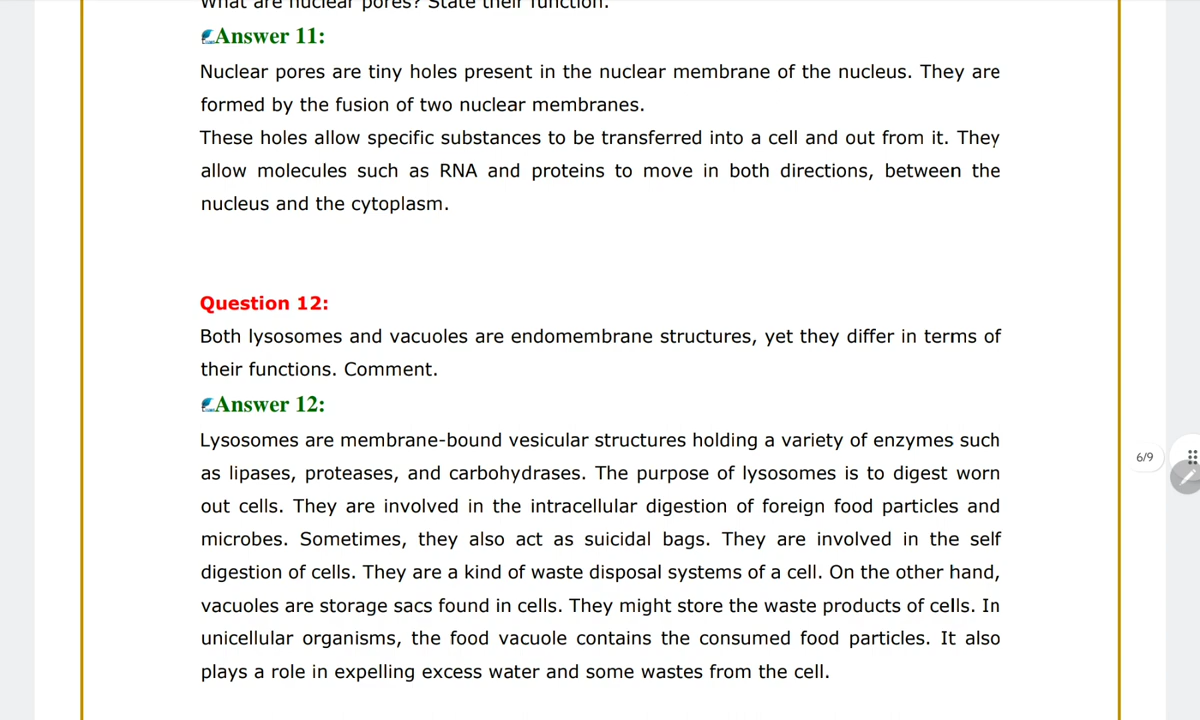 What are nuclear pores? State their function.
Answer 11:
Nuclear pores are tiny holes present in the nuclear membrane of the nucleus. They are
formed by the fusion of two nuclear membranes.
These holes allow specific substances to be transferred into a cell and out from it. They
allow molecules such as RNA and proteins to move in both directions, between the
nucleus and the cytoplasm.
Question 12:
Both lysosomes and vacuoles are endomembrane structures, yet they differ in terms of
their functions. Comment.
Answer 12:
Lysosomes are membrane-bound vesicular structures holding a variety of enzymes such
as lipases, proteases, and carbohydrases. The purpose of lysosomes is to digest worn
out cells. They are involved in the intracellular digestion of foreign food particles and
microbes. Sometimes, they also act as suicidal bags. They are involved in the self
digestion of cells. They are a kind of waste disposal systems of a cell. On the other hand,
vacuoles are storage sacs found in cells. They might store the waste products of cells. In
unicellular organisms, the food vacuole contains the consumed food particles. It also
plays a role in expelling excess water and some wastes from the cell.
6/9